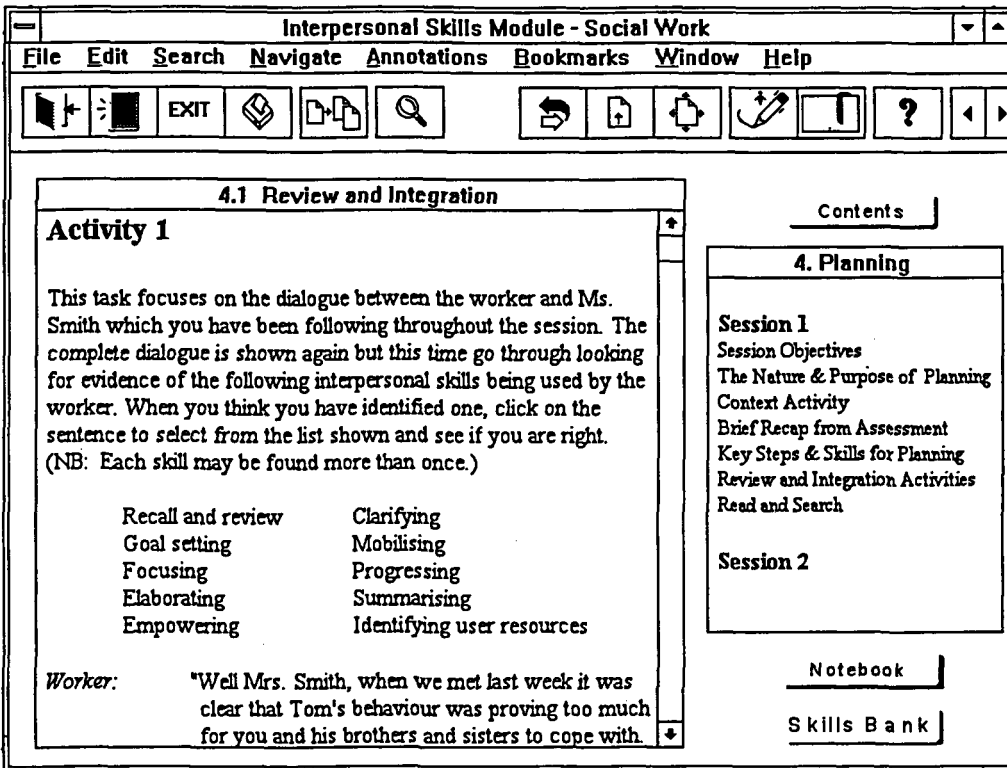 Interpersonal Skills Module - Social Work
File Edit Search Navigate Annotations Bookmarks Window Help
EXIT ?
4.1 Review and Integration
Activity 1
This task focuses on the dialogue between the worker and Ms.
Smith which you have been following throughout the session. The
complete dialogue is shown again but this time go through looking
for evidence of the following interpersonal skills being used by the
worker. When you think you have identified one, click on the
sentence to select from the list shown and see if you are right.
(NB: Each skill may be found more than once.)
Recall and review Clarifying
Goal setting Mobilising
Focusing Progressing
Elaborating Summarising
Empowering Identifying user resources
Worker: "Well Mrs. Smith, when we met last week it was
clear that Tom's behaviour was proving too much
for you and his brothers and sisters to cope with.
Contents
4. Planning
Session 1
Session Objectives
The Nature & Purpose of Planning
Context Activity
Brief Recap from Assessment
Key Steps & Skills for Planning
Review and Integration Activities
Read and Search
Session 2
Notebook
Skills Bank